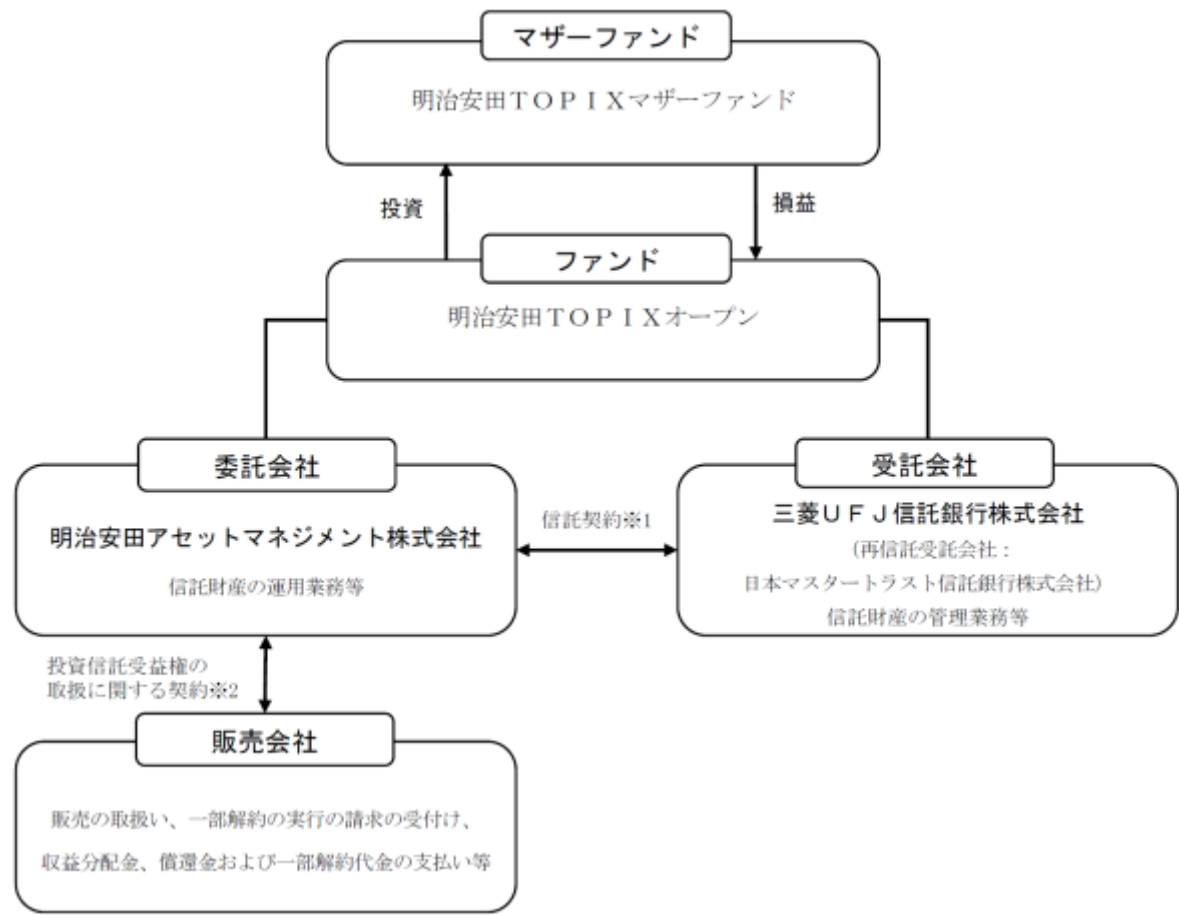 マザーファンド
明治安田ＴＯＰＩＸマザーファンド
投資
損益
ファンド
明治安田ＴＯＰＩＸオープン
委託会社
明治安田アセットマネジメント株式会社
信託財産の運用業務等
信託契約※1
受託会社
三菱ＵＦＪ信託銀行株式会社
（再信託受託会社：
日本マスタートラスト信託銀行株式会社）
信託財産の管理業務等
投資信託受益権の
取扱に関する契約※2
販売会社
販売の取扱い、一部解約の実行の請求の受付け、
収益分配金、償還金および一部解約代金の支払い等